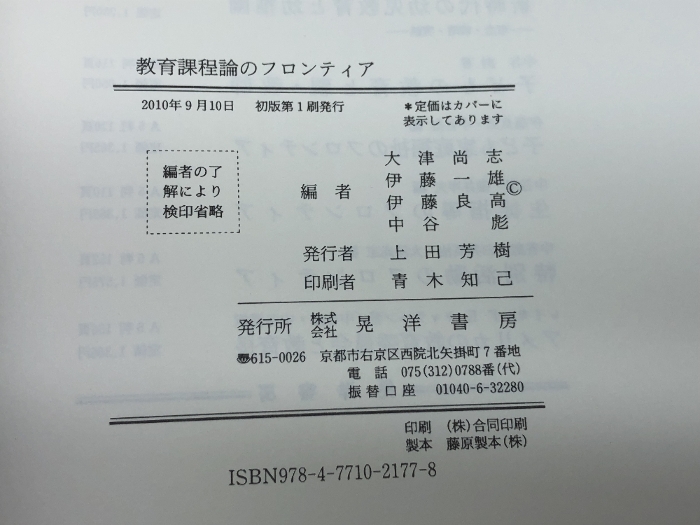 教育課程論のフロンティア
2010年9月10日 初版第1刷発行 *定価はカバーに
表示してあります
編者の了
解により
検印省略
編者
大津尚志
伊藤一雄
伊藤良高
中谷彪
©
発行者 上田芳樹
印刷者 青木知己
発行所 株式会社 晃洋書房
〠615-0026 京都市右京区西院北矢掛町7番地
電話 075(312)0788番(代)
振替口座 01040-6-32280
印刷 (株)合同印刷
製本 藤原製本(株)
ISBN978-4-7710-2177-8